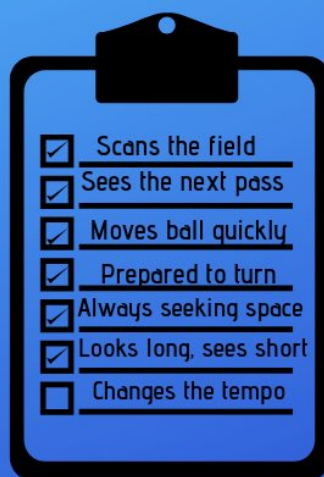 Scans the field
Sees the next pass
Moves ball quickly
Prepared to turn
Always seeking space
Looks long, sees short
Changes the tempo